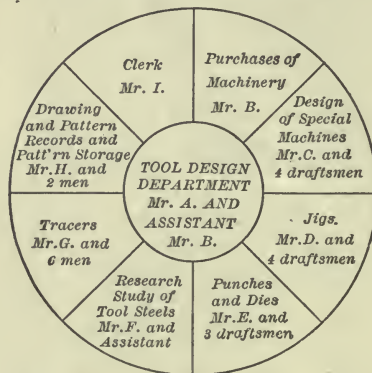 Clerk
Mr. I.
Purchases of
Machinery
Mr. B.
Design
of Special
Machines
Mr.C. and
4 draftsmen
Jigs.
Mr.D. and
4 draftsmen
Punches
and Dies
Mr.E. and
3 draftsmen
Research
Study of
Tool Steels
Mr.F. and
Assistant
Tracers
Mr.G. and
6 men
Drawing
and Pattern
Records and
Patt'rn Storage
Mr.H. and
2 men
TOOL DESIGN
DEPARTMENT
Mr. A. AND
ASSISTANT
Mr. B.